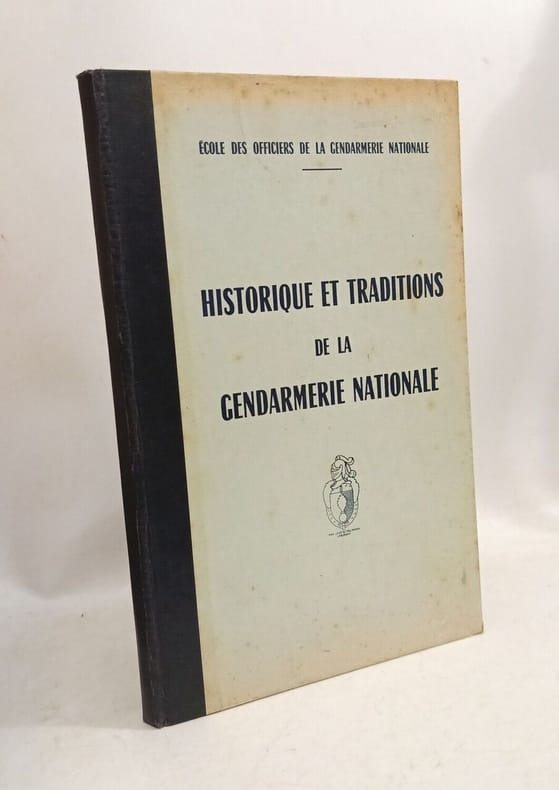 ÉCOLE DES OFFICIERS DE LA GENDARMERIE NATIONALE
HISTORIQUE ET TRADITIONS
DE LA
GENDARMERIE NATIONALE